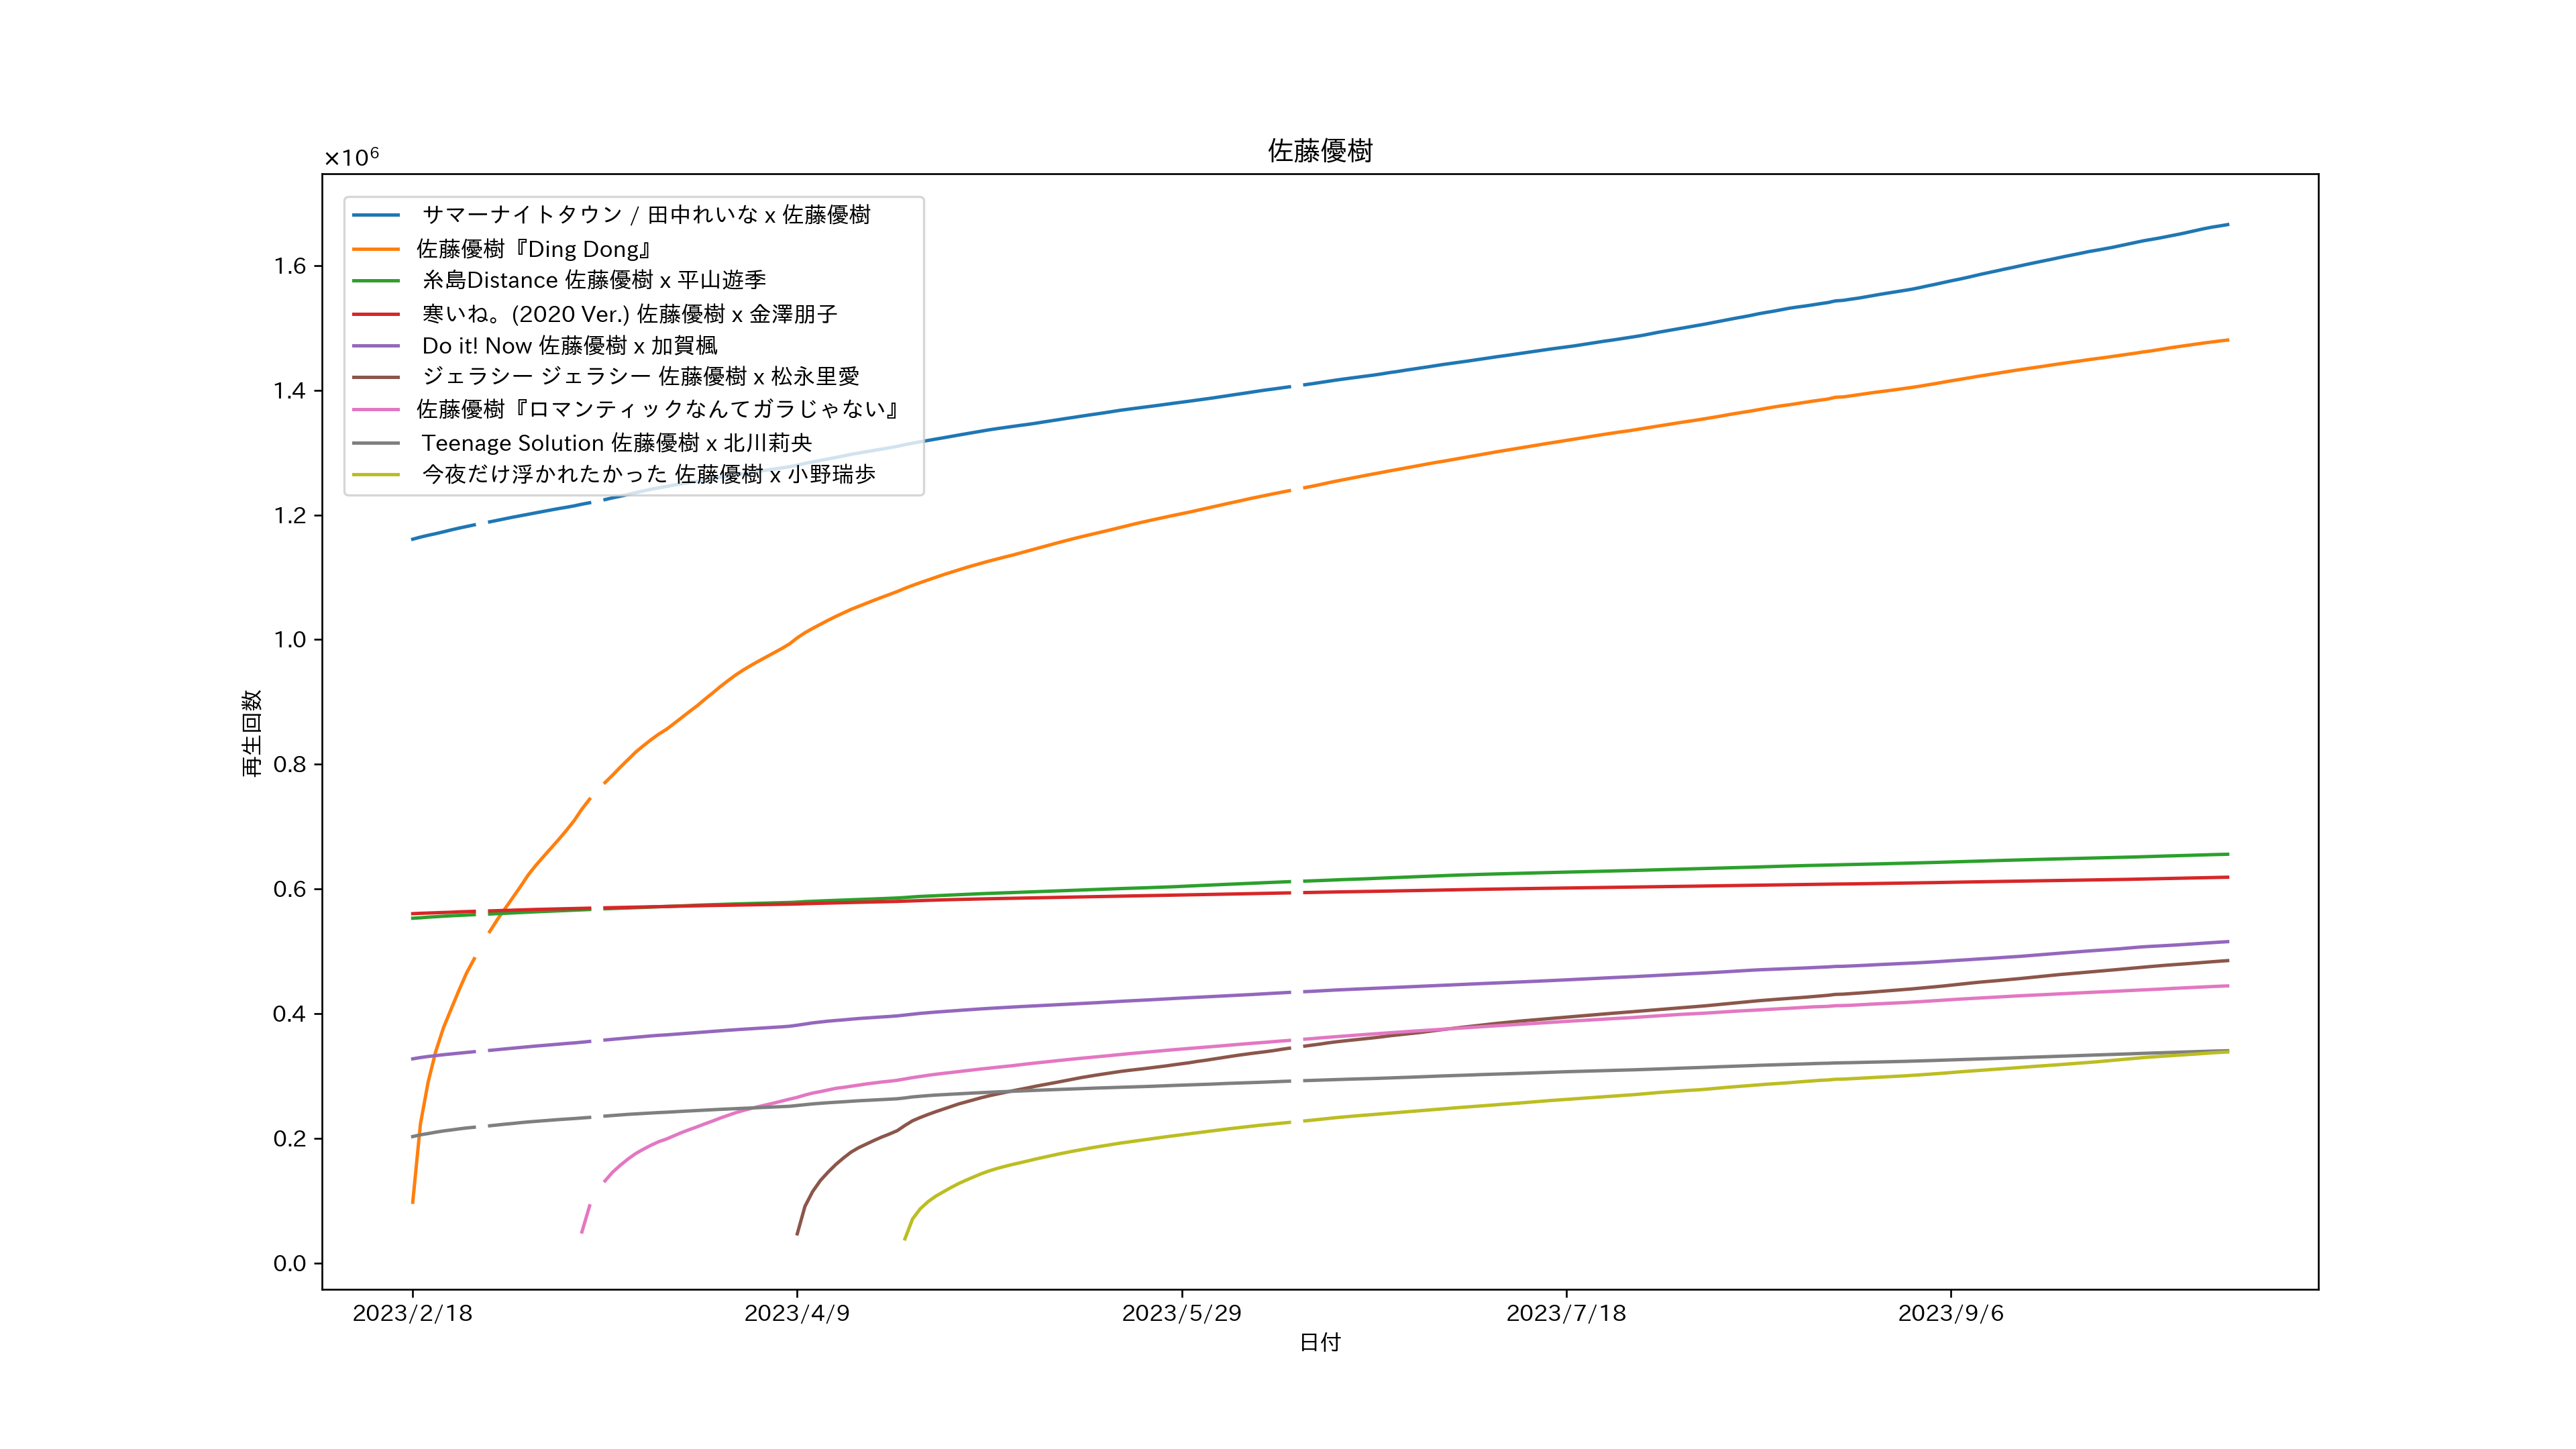 佐藤優樹
×10⁶
サマーナイトタウン / 田中れいな x 佐藤優樹
佐藤優樹『Ding Dong』
糸島Distance 佐藤優樹 x 平山遊季
寒いね。(2020 Ver.) 佐藤優樹 x 金澤朋子
Do it! Now 佐藤優樹 x 加賀楓
ジェラシー ジェラシー 佐藤優樹 x 松永里愛
佐藤優樹『ロマンティックなんてガラじゃない』
Teenage Solution 佐藤優樹 x 北川莉央
今夜だけ浮かれたかった 佐藤優樹 x 小野瑞歩
1.6
1.4
1.2
1.0
0.8
0.6
0.4
0.2
0.0
再生回数
2023/2/18
2023/4/9
2023/5/29
2023/7/18
2023/9/6
日付